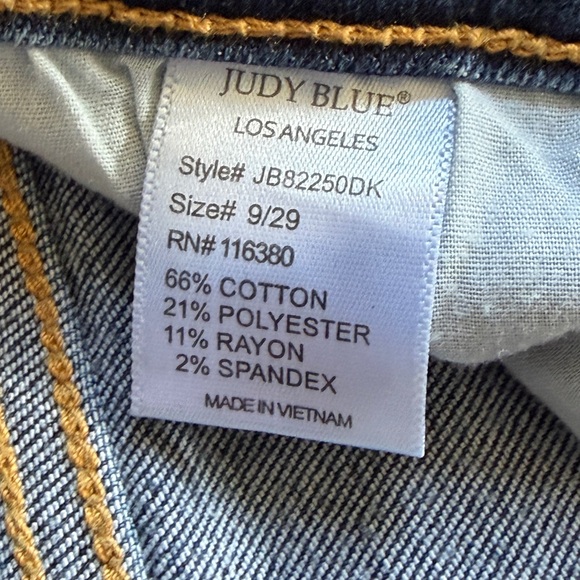 JUDY BLUE®
LOS ANGELES
Style# JB82250DK
Size# 9/29
RN# 116380
66% COTTON
21% POLYESTER
11% RAYON
2% SPANDEX
MADE IN VIETNAM